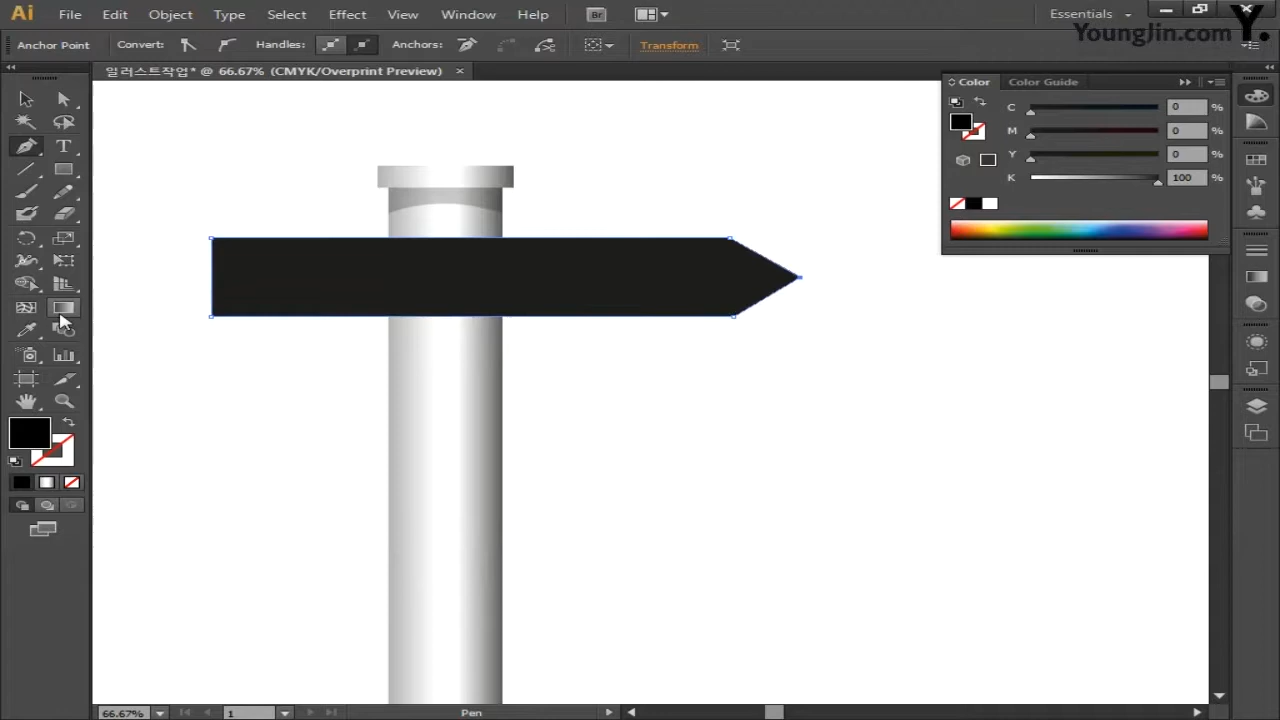 Ai File Edit Object Type Select Effect View Window Help Br Essentials
YoungJin.com Y.
Anchor Point Convert: Handles: Anchors: Transform
일러스트작업* @ 66.67% (CMYK/Overprint Preview) ×
Color Color Guide
C 0 %
M 0 %
Y 0 %
K 100 %
T
66.67% 1 Pen